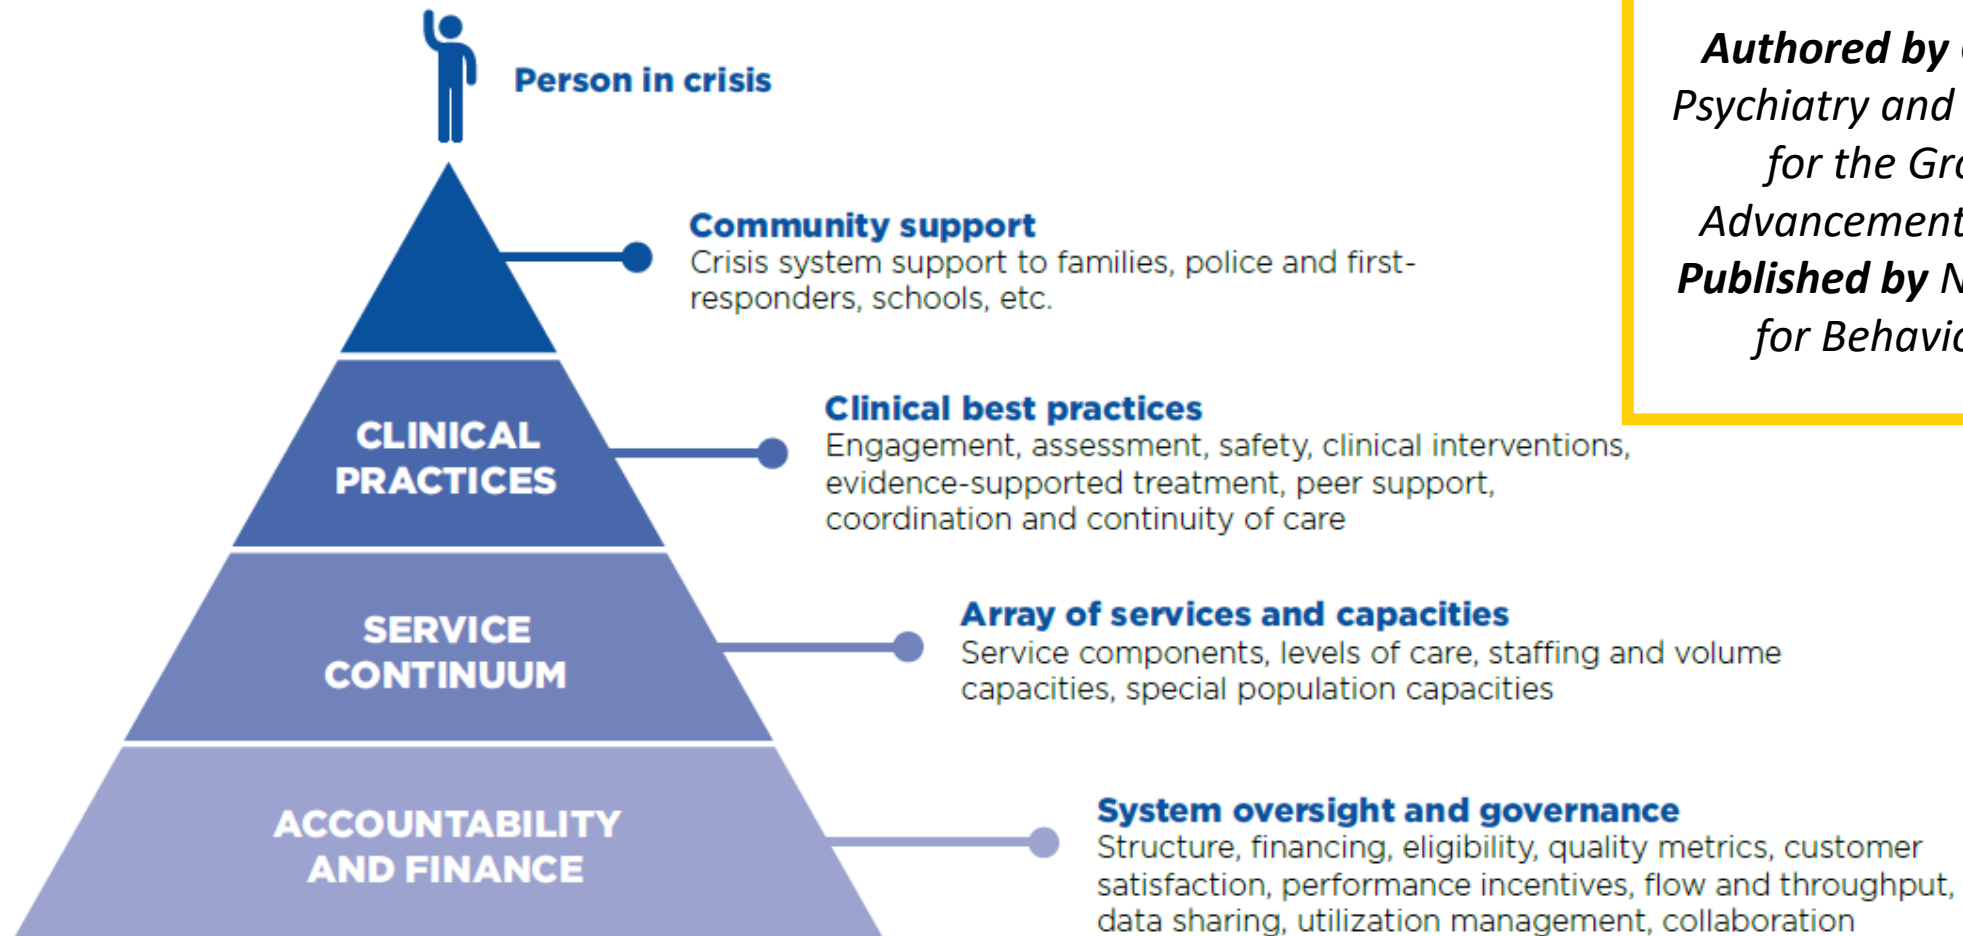 Person in crisis
Community support
Crisis system support to families, police and first-
responders, schools, etc.
CLINICAL
PRACTICES
Clinical best practices
Engagement, assessment, safety, clinical interventions,
evidence-supported treatment, peer support,
coordination and continuity of care
SERVICE
CONTINUUM
Array of services and capacities
Service components, levels of care, staffing and volume
capacities, special population capacities
ACCOUNTABILITY
AND FINANCE
System oversight and governance
Structure, financing, eligibility, quality metrics, customer
satisfaction, performance incentives, flow and throughput,
data sharing, utilization management, collaboration
Authored by
Psychiatry and
for the
Advancement
Published by
for